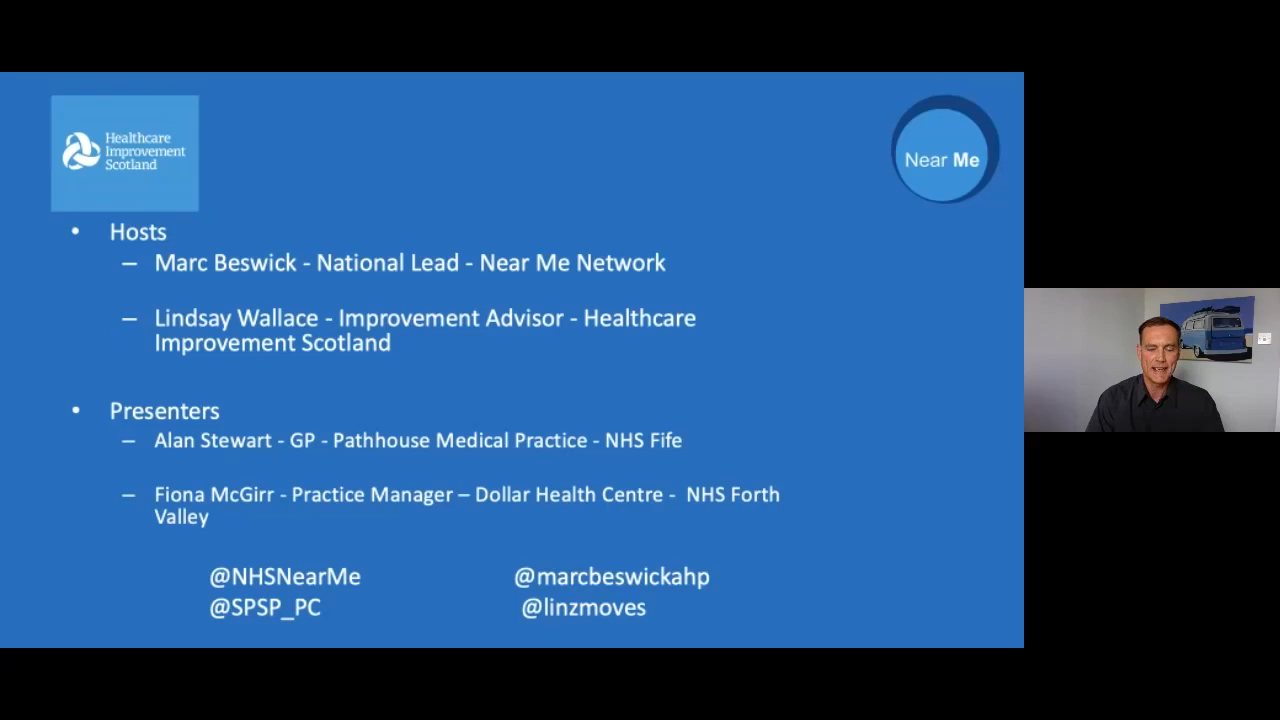 Healthcare
Improvement
Scotland
Near Me
• Hosts
– Marc Beswick - National Lead - Near Me Network
– Lindsay Wallace - Improvement Advisor - Healthcare
Improvement Scotland
• Presenters
– Alan Stewart - GP - Pathhouse Medical Practice - NHS Fife
– Fiona McGirr - Practice Manager – Dollar Health Centre - NHS Forth
Valley
@NHSNearMe @marcbeswickahp
@SPSP_PC @linzmoves